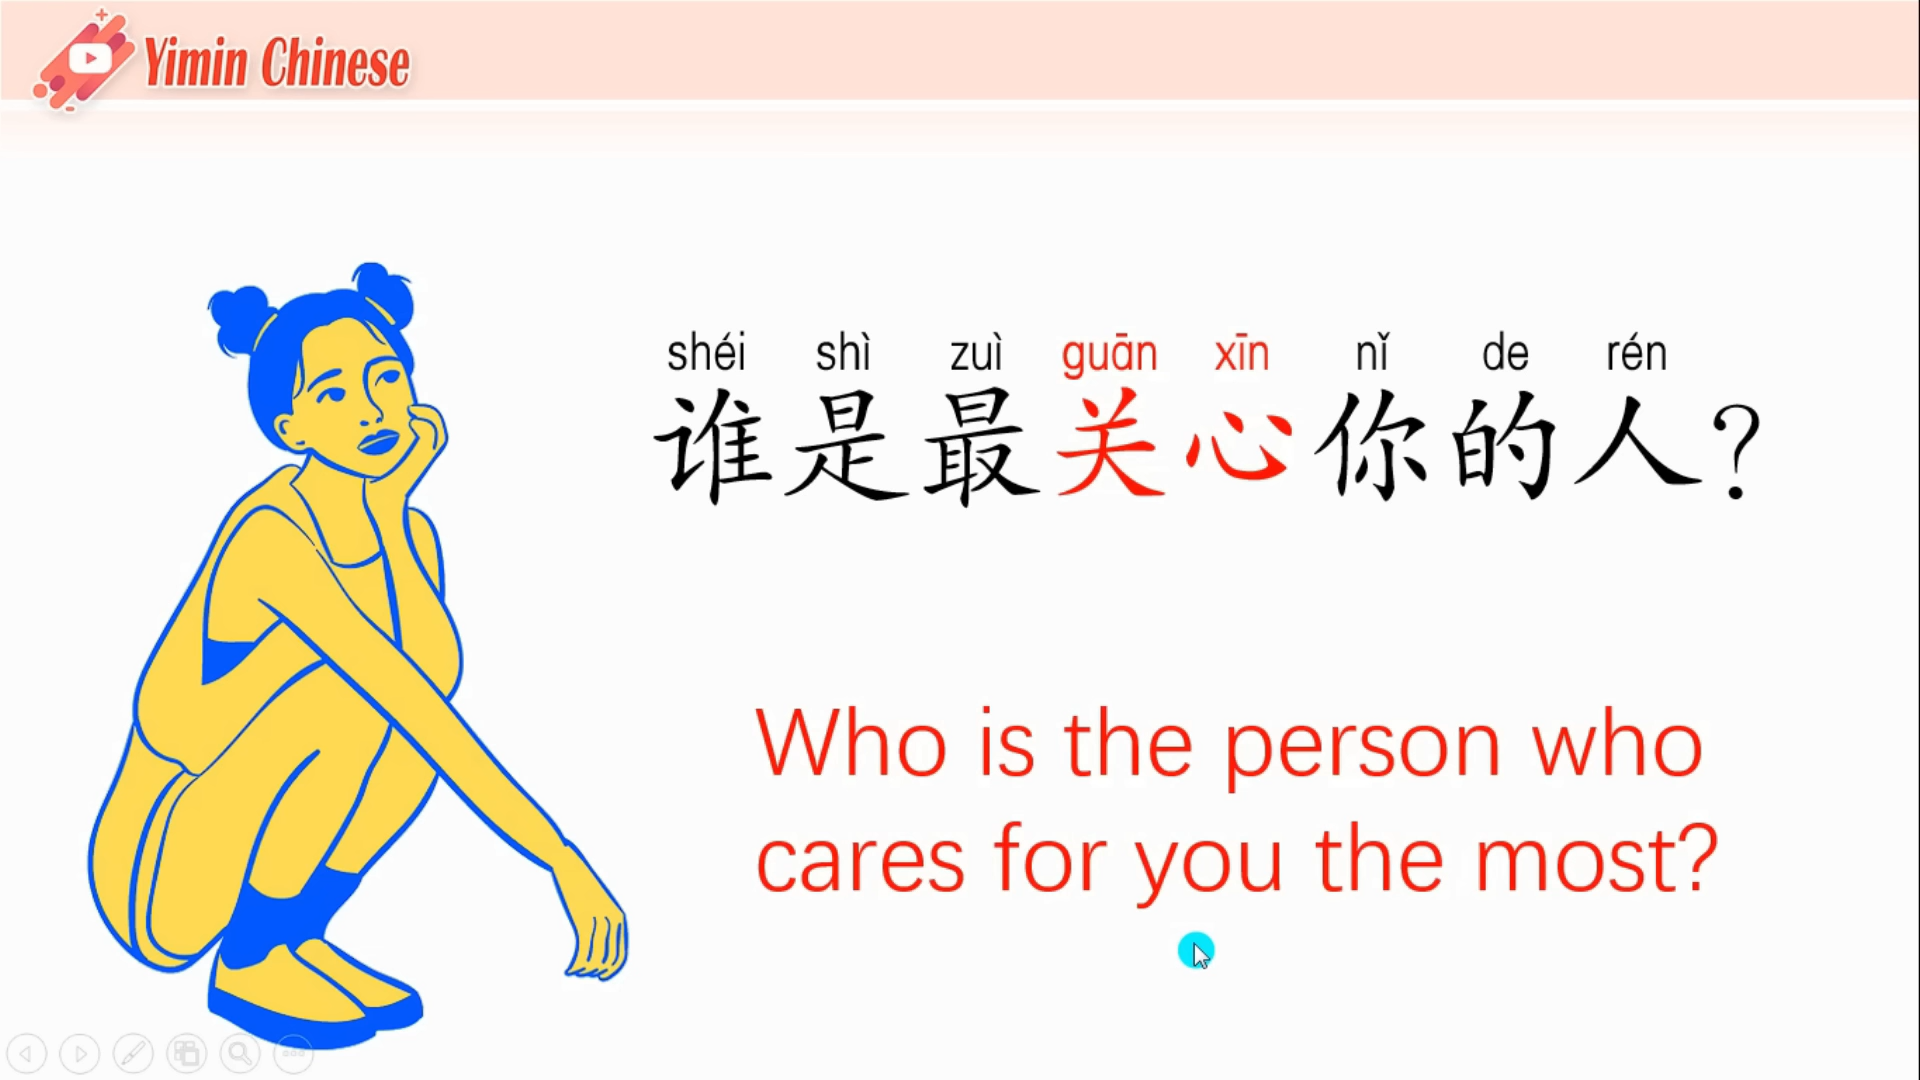 Yimin Chinese
shéi shì zuì guān xīn nǐ de rén
谁是最关心你的人?
Who is the person who
cares for you the most?